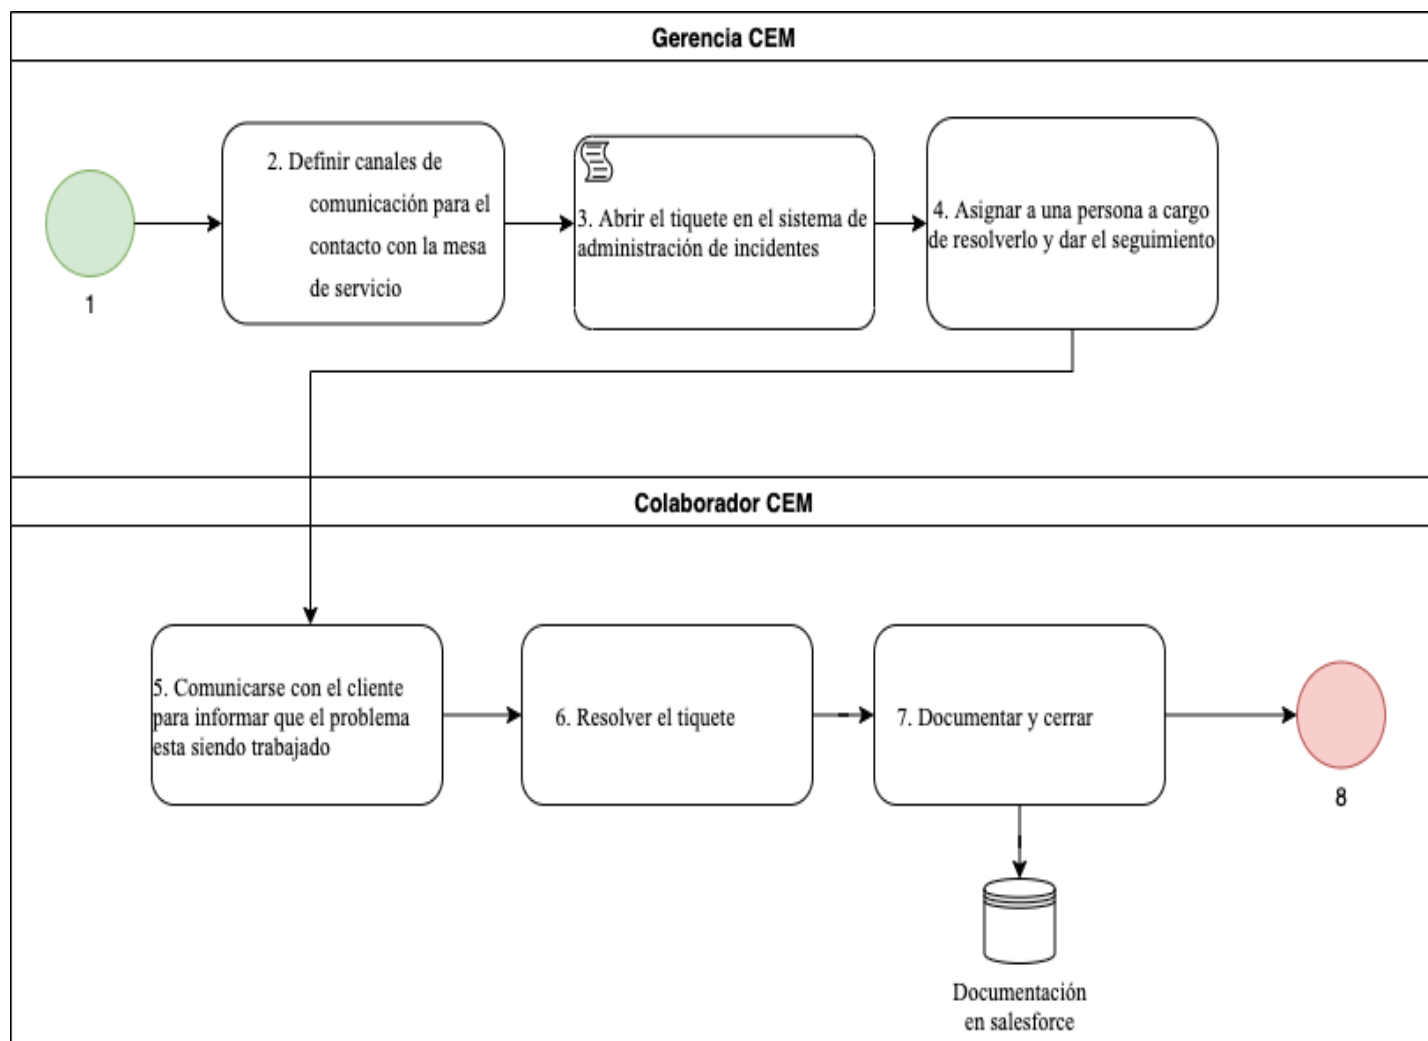 Gerencia CEM
2. Definir canales de
comunicación para el
contacto con la mesa
de servicio
3. Abrir el tiquete en el sistema de
administración de incidentes
4. Asignar a una persona a cargo
de resolverlo y dar el seguimiento
1
Colaborador CEM
5. Comunicarse con el cliente
para informar que el problema
esta siendo trabajado
6. Resolver el tiquete
7. Documentar y cerrar
8
Documentación
en salesforce